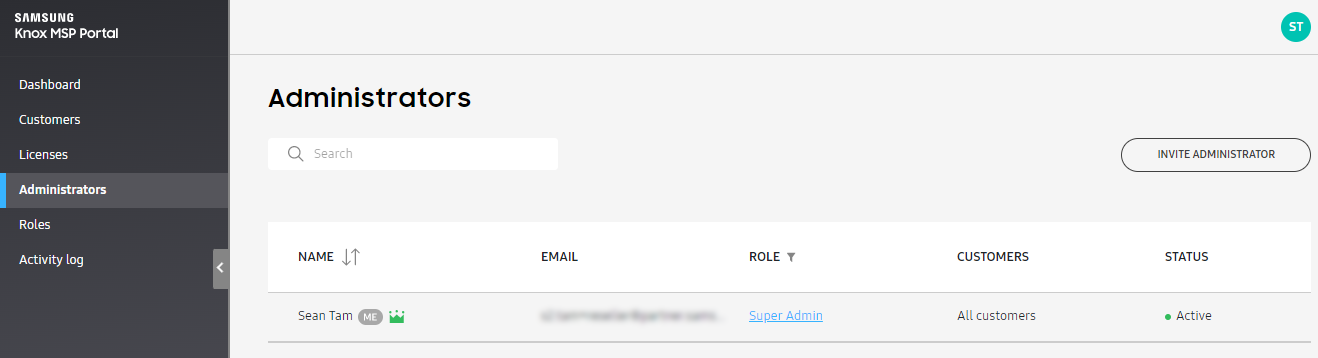 SAMSUNG
Knox MSP Portal
ST
Dashboard
Customers
Licenses
Administrators
Roles
Activity log
Administrators
Search
INVITE ADMINISTRATOR
NAME EMAIL ROLE CUSTOMERS STATUS
Sean Tam ME Super Admin All customers Active